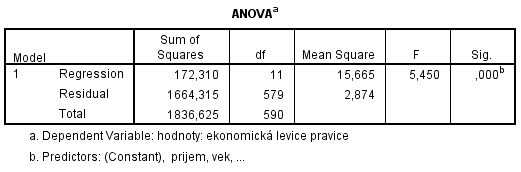 ANOVAa
Model Sum of Squares df Mean Square F Sig.
1 Regression 172,310 11 15,665 5,450 ,000b
Residual 1664,315 579 2,874
Total 1836,625 590
a. Dependent Variable: hodnoty: ekonomická levice pravice
b. Predictors: (Constant), prijem, vek, ...